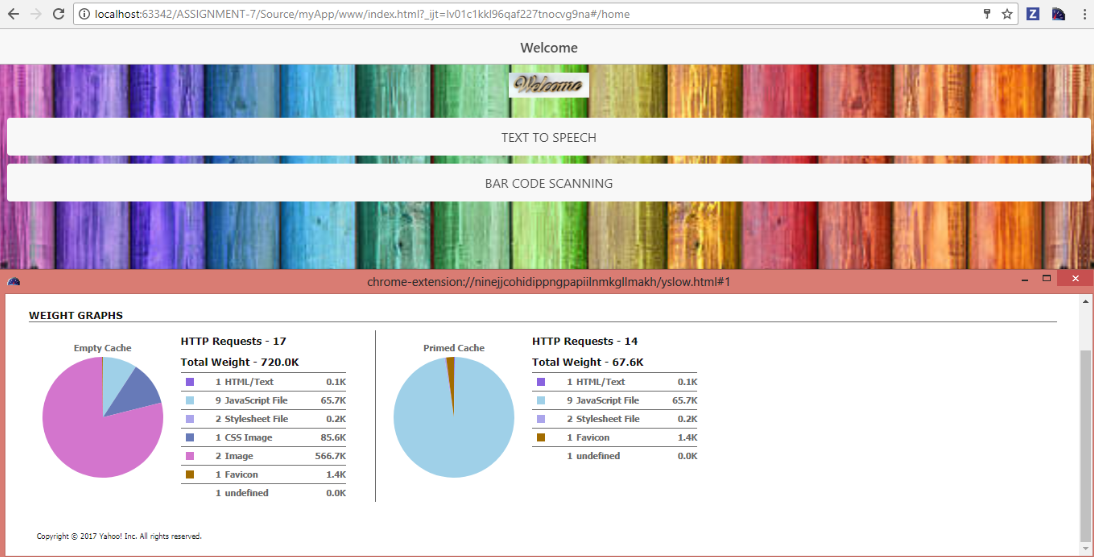 localhost:63342/ASSIGNMENT-7/Source/myApp/www/index.html?_ijt=lv01c1kkl96qaf227tnocvg9na#/home
Welcome
Welcome
TEXT TO SPEECH
BAR CODE SCANNING
chrome-extension://ninejjcohidippngpapiilnmkgllmakh/yslow.html#1
WEIGHT GRAPHS
Empty Cache
HTTP Requests - 17
Total Weight - 720.0K
1 HTML/Text 0.1K
9 JavaScript File 65.7K
2 Stylesheet File 0.2K
1 CSS Image 85.6K
2 Image 566.7K
1 Favicon 1.4K
1 undefined 0.0K
Primed Cache
HTTP Requests - 14
Total Weight - 67.6K
1 HTML/Text 0.1K
9 JavaScript File 65.7K
2 Stylesheet File 0.2K
1 Favicon 1.4K
1 undefined 0.0K
Copyright © 2017 Yahoo! Inc. All rights reserved.